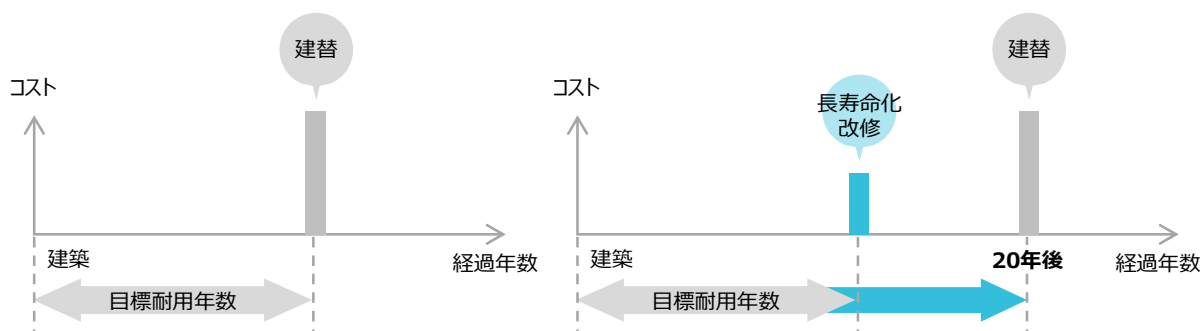 建替
コスト
建築
経過年数
目標耐用年数
建替
コスト
長寿命化
改修
建築
20年後
経過年数
目標耐用年数